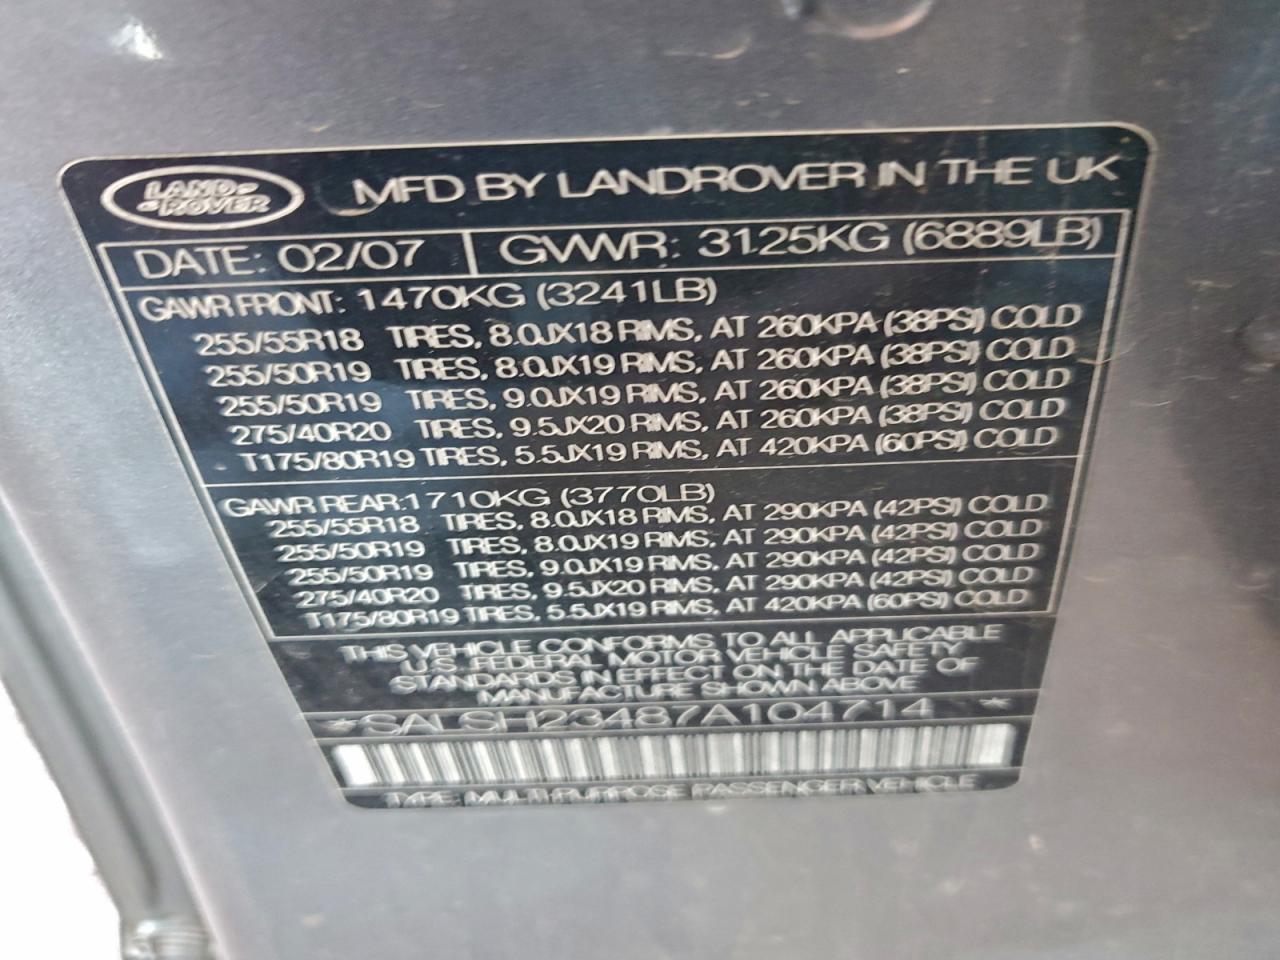 LAND-
-ROVER
MFD BY LANDROVER IN THE UK
DATE: 02/07 | GVWR: 3125KG (6889LB)
GAWR FRONT: 1470KG (3241LB)
255/55R18 TIRES, 8.0JX18 RIMS, AT 260KPA (38PSI) COLD
255/50R19 TIRES, 8.0JX19 RIMS, AT 260KPA (38PSI) COLD
255/50R19 TIRES, 9.0JX19 RIMS, AT 260KPA (38PSI) COLD
275/40R20 TIRES, 9.5JX20 RIMS, AT 260KPA (38PSI) COLD
T175/80R19 TIRES, 5.5JX19 RIMS, AT 420KPA (60PSI) COLD
GAWR REAR: 1710KG (3770LB)
255/55R18 TIRES, 8.0JX18 RIMS, AT 290KPA (42PSI) COLD
255/50R19 TIRES, 8.0JX19 RIMS, AT 290KPA (42PSI) COLD
255/50R19 TIRES, 9.0JX19 RIMS, AT 290KPA (42PSI) COLD
275/40R20 TIRES, 9.5JX20 RIMS, AT 290KPA (42PSI) COLD
T175/80R19 TIRES, 5.5JX19 RIMS, AT 420KPA (60PSI) COLD
THIS VEHICLE CONFORMS TO ALL APPLICABLE
U.S. FEDERAL MOTOR VEHICLE SAFETY
STANDARDS IN EFFECT ON THE DATE OF
MANUFACTURE SHOWN ABOVE
*SALSH23487A104714 *
TYPE: MULTI-PURPOSE PASSENGER VEHICLE